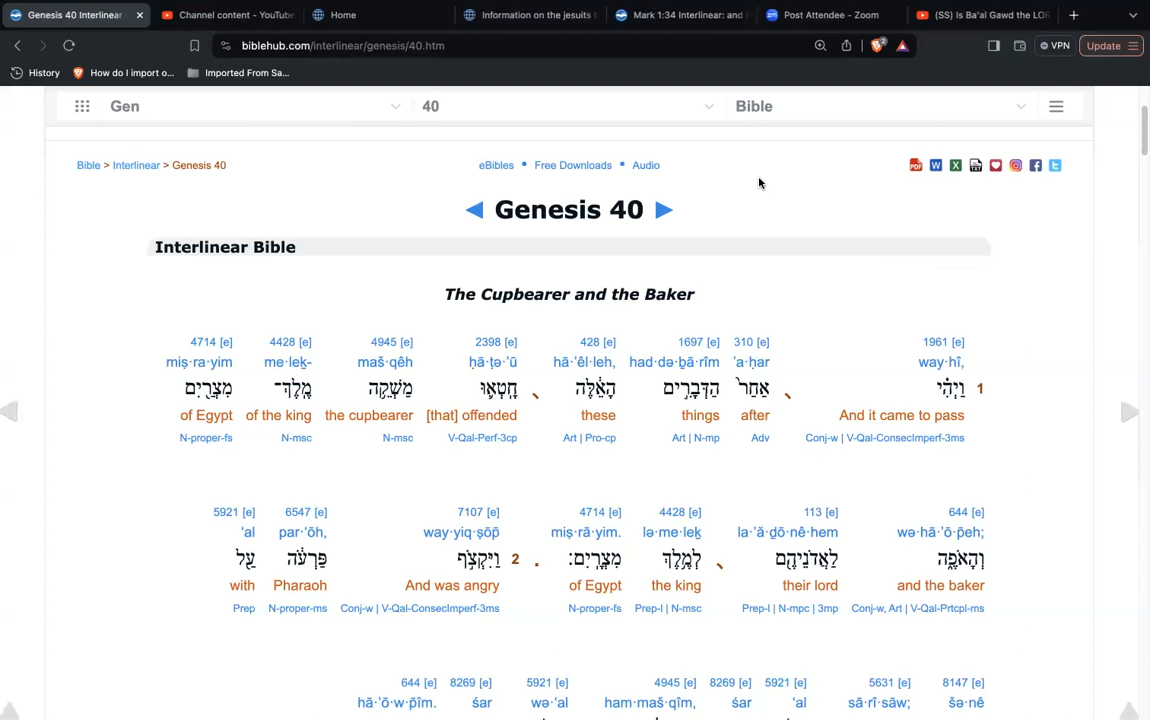 Genesis 40 Interlinear
Channel content - YouTube
Home
Information on the jesuits
Mark 1:34 Interlinear: and
Post Attendee - Zoom
(SS) Is Ba'al Gawd the LOR
biblehub.com/interlinear/genesis/40.htm
2
VPN
Update
History
How do I import o...
Imported From Sa...
Gen
40
Bible
Bible > Interlinear > Genesis 40
eBibles • Free Downloads • Audio
◄ Genesis 40 ►
Interlinear Bible
The Cupbearer and the Baker
4714 [e] 4428 [e] 4945 [e] 2398 [e] 428 [e] 1697 [e] 310 [e] 1961 [e]
miṣ·ra·yim me·leḵ- maš·qêh ḥā·ṭə·'ū hā·'êl·leh, had·də·ḇā·rîm 'a·ḥar way·hî,
1 וַיְהִ֗י ､ אַחַר֙ הַדְּבָרִ֣ים הָאֵ֔לֶּה ､ חָ֥טְא֛וּ מַשְׁקֵ֥ה מֶֽלֶךְ־ מִצְרַ֖יִם
of Egypt of the king the cupbearer [that] offended these things after And it came to pass
N-proper-fs N-msc N-msc V-Qal-Perf-3cp Art | Pro-cp Art | N-mp Adv Conj-w | V-Qal-ConsecImperf-3ms
5921 [e] 6547 [e] 7107 [e] 4714 [e] 4428 [e] 113 [e] 644 [e]
'al par·'ōh, way·yiq·ṣōp̄ miṣ·rā·yim. lə·me·leḵ la·'ă·ḏō·nê·hem wə·hā·'ō·p̄eh;
וְהָאֹפֶ֑ה לַאֲדֹנֵיהֶ֖ם ､ לְמֶ֥לֶךְ מִצְרָֽיִם׃ . 2 וַיִּקְצֹ֣ף פַּרְעֹ֔ה עַ֖ל
with Pharaoh And was angry of Egypt the king their lord and the baker
Prep N-proper-ms Conj-w | V-Qal-ConsecImperf-3ms N-proper-fs Prep-l | N-msc Prep-l | N-mpc | 3mp Conj-w, Art | V-Qal-Prtcpl-ms
644 [e] 8269 [e] 5921 [e] 4945 [e] 8269 [e] 5921 [e] 5631 [e] 8147 [e]
hā·'ō·w·p̄îm. śar wə·'al ham·maš·qîm, śar 'al sā·rî·sāw; šə·nê